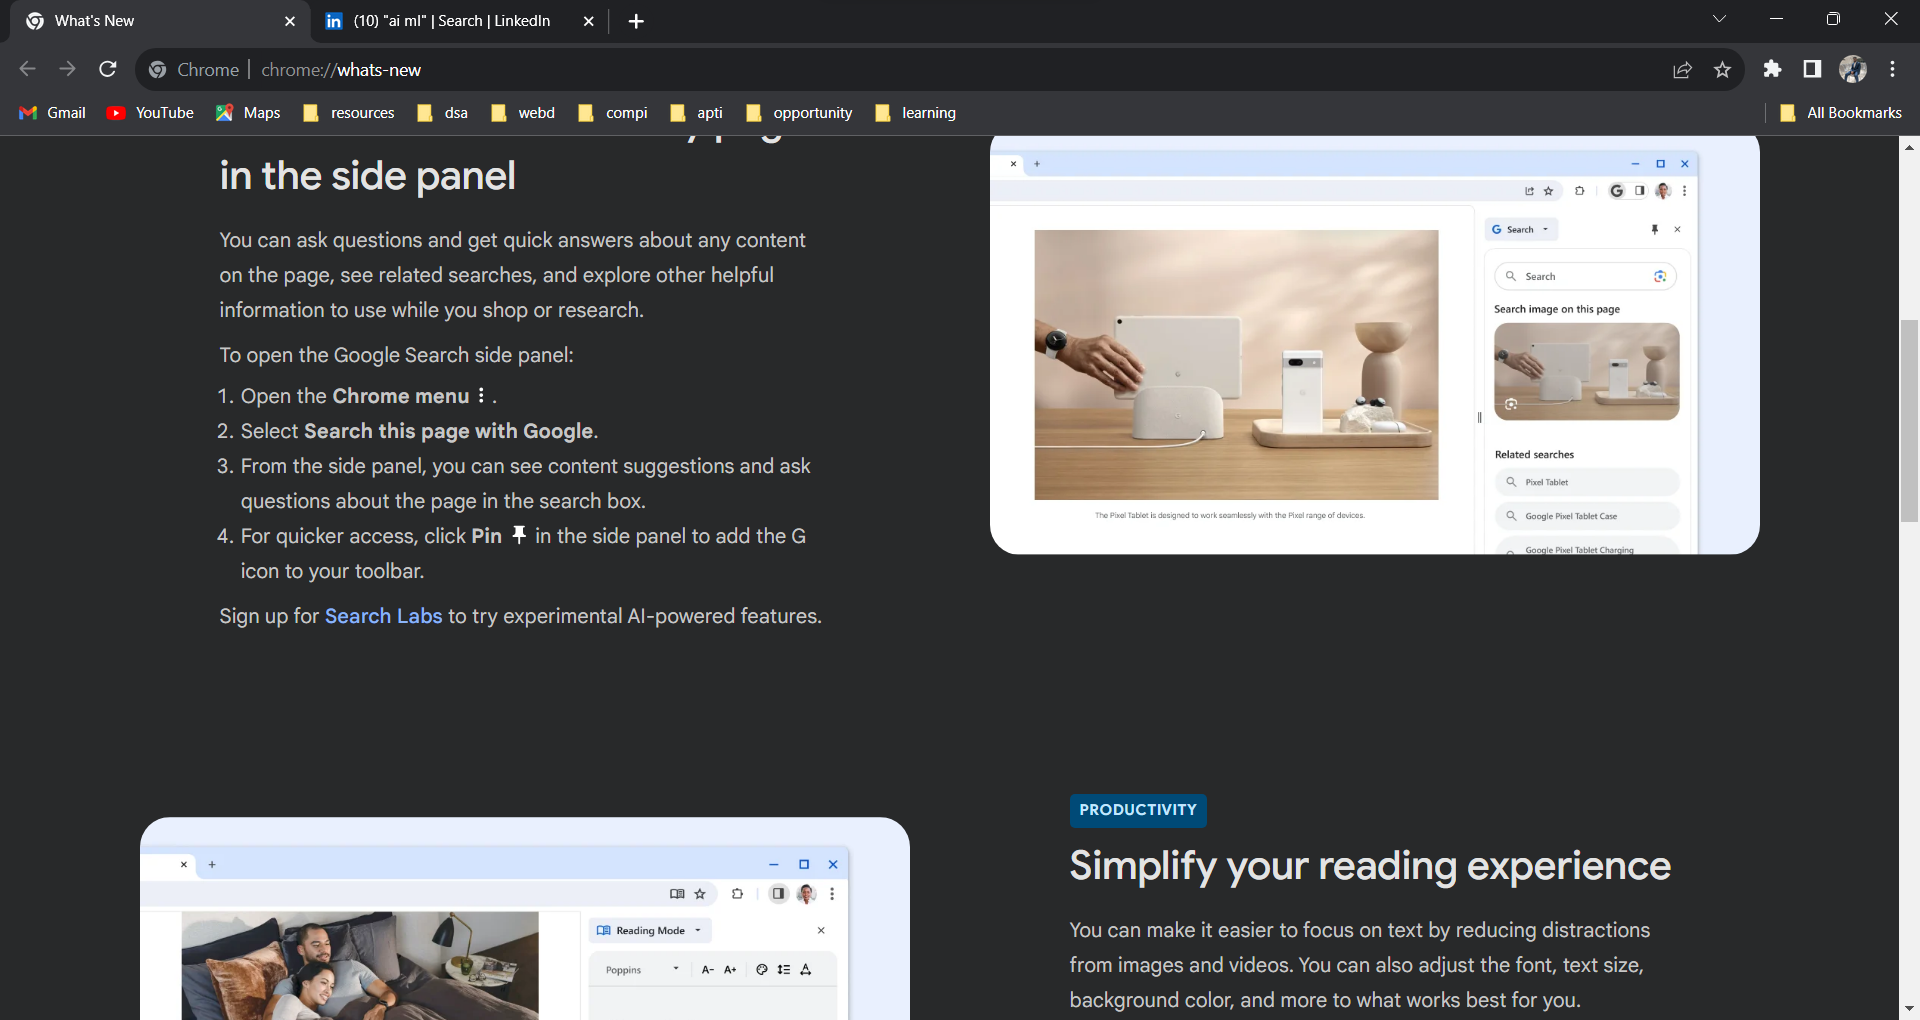 What's New
(10) "ai ml" | Search | LinkedIn
Chrome
chrome://whats-new
Gmail
YouTube
Maps
resources
dsa
webd
compi
apti
opportunity
learning
All Bookmarks
in the side panel
You can ask questions and get quick answers about any content
on the page, see related searches, and explore other helpful
information to use while you shop or research.
To open the Google Search side panel:
1. Open the Chrome menu ⋮ .
2. Select Search this page with Google.
3. From the side panel, you can see content suggestions and ask
questions about the page in the search box.
4. For quicker access, click Pin in the side panel to add the G
icon to your toolbar.
Sign up for Search Labs to try experimental AI-powered features.
G Search
Search
Search image on this page
Related searches
Pixel Tablet
Google Pixel Tablet Case
Google Pixel Tablet Charging
The Pixel Tablet is designed to work seamlessly with the Pixel range of devices.
Reading Mode
Poppins
A- A+
PRODUCTIVITY
Simplify your reading experience
You can make it easier to focus on text by reducing distractions
from images and videos. You can also adjust the font, text size,
background color, and more to what works best for you.